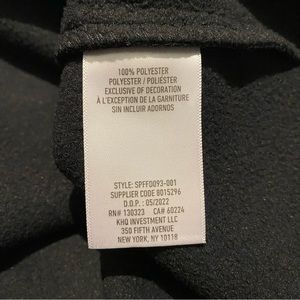 100% POLYESTER
POLYESTER / POLIÉSTER
EXCLUSIVE OF DECORATION
À L'EXCEPTION DE LA GARNITURE
SIN INCLUIR ADORNOS
STYLE: SPFFD093-001
SUPPLIER CODE 8015296
D.O.P. : 05/2022
RN# 130323 CA# 60224
KHQ INVESTMENT LLC
350 FIFTH AVENUE
NEW YORK, NY 10118